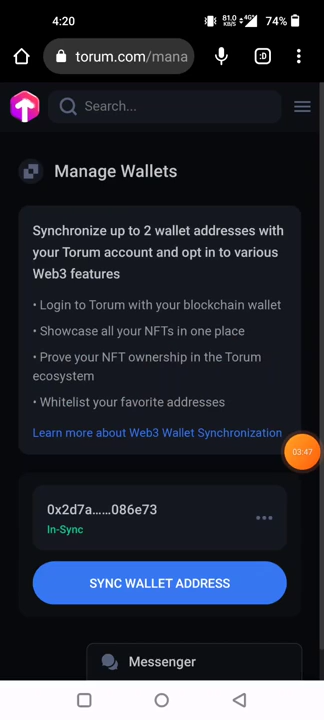 4:20
81.0 KB/S 4G 74%
torum.com/mana
:D
Search...
Manage Wallets
Synchronize up to 2 wallet addresses with
your Torum account and opt in to various
Web3 features
• Login to Torum with your blockchain wallet
• Showcase all your NFTs in one place
• Prove your NFT ownership in the Torum
ecosystem
• Whitelist your favorite addresses
Learn more about Web3 Wallet Synchronization
03:47
0x2d7a......086e73
In-Sync
SYNC WALLET ADDRESS
Messenger